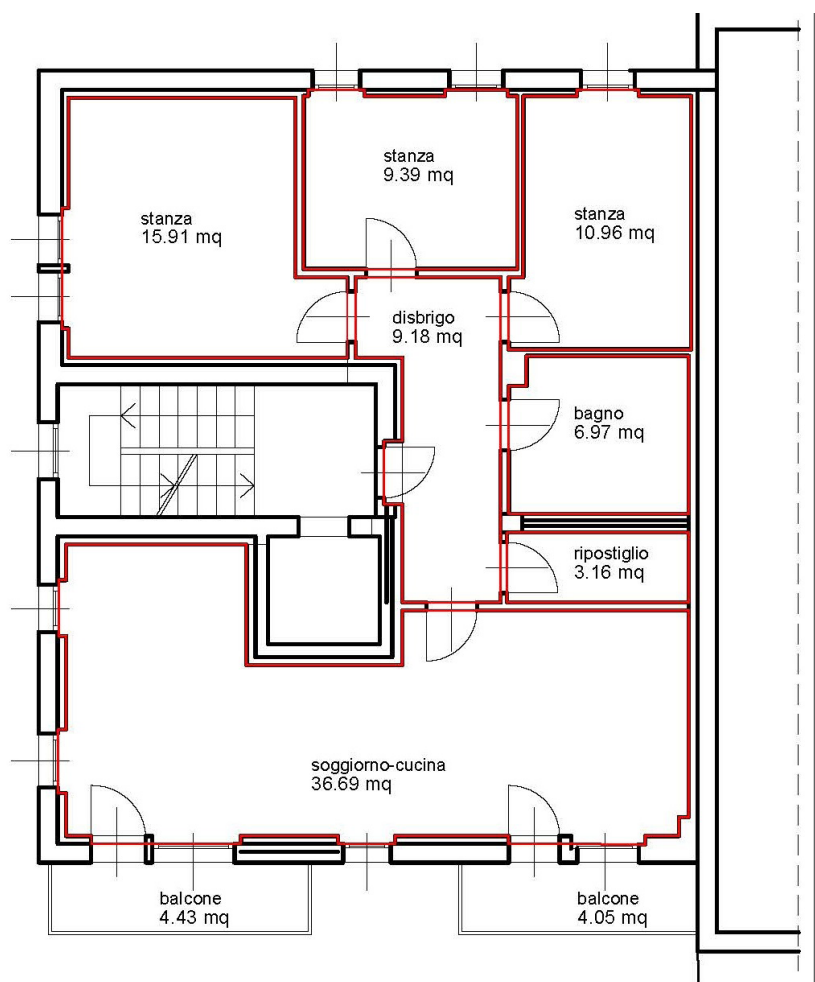 stanza
9.39 mq
stanza
15.91 mq
stanza
10.96 mq
disbrigo
9.18 mq
bagno
6.97 mq
ripostiglio
3.16 mq
soggiorno-cucina
36.69 mq
balcone
4.43 mq
balcone
4.05 mq